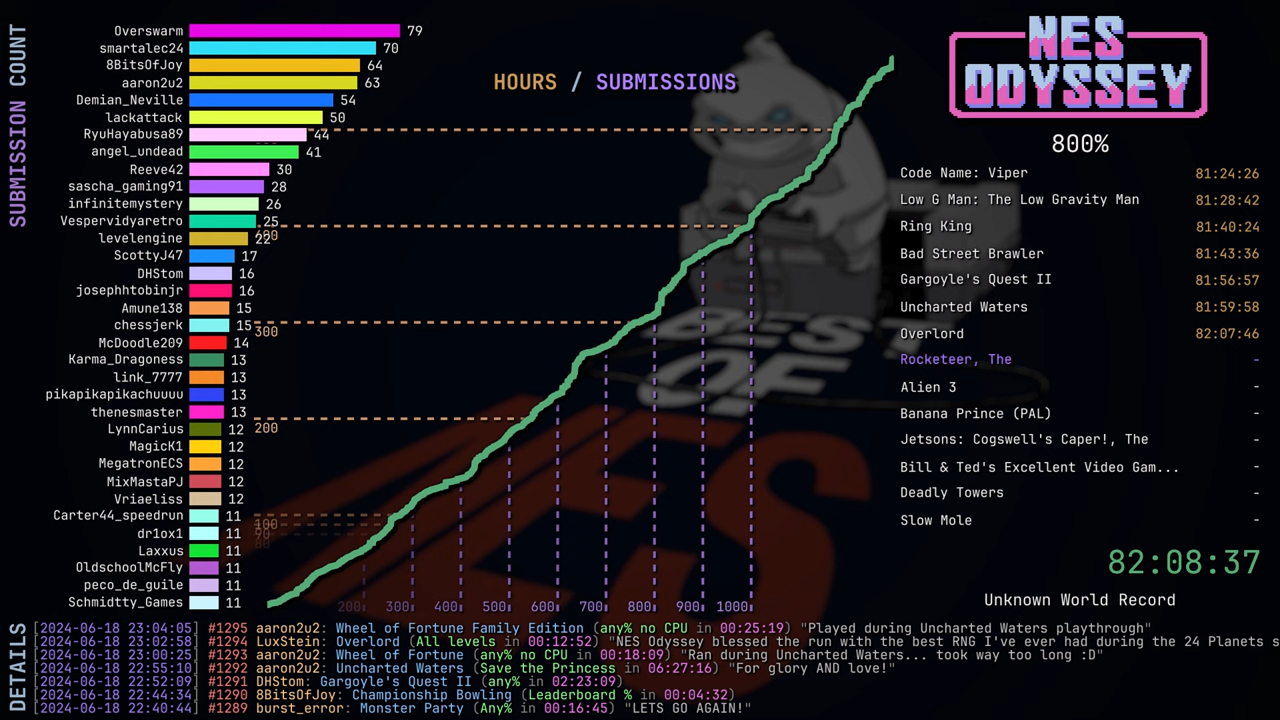 SUBMISSION COUNT
Overswarm 79
smartalec24 70
8BitsOfJoy 64
aaron2u2 63
Demian_Neville 54
lackattack 50
RyuHayabusa89 44
angel_undead 41
Reeve42 30
sascha_gaming91 28
infinitemystery 26
Vespervidyaretro 25
levelengine 22
ScottyJ47 17
DHStom 16
josephhtobinjr 16
Amune138 15
chessjerk 15
McDoodle209 14
Karma_Dragoness 13
link_7777 13
pikapikapikachuuuu 13
thenesmaster 13
LynnCarius 12
MagicK1 12
MegatronECS 12
MixMastaPJ 12
Vriaeliss 12
Carter44_speedrun 11
dr1ox1 11
Laxxus 11
OldschoolMcFly 11
peco_de_guile 11
Schmidtty_Games 11
HOURS / SUBMISSIONS
300
200
100
200 300 400 500 600 700 800 900 1000
BEST
OF
NES
NES
ODYSSEY
800%
Code Name: Viper 81:24:26
Low G Man: The Low Gravity Man 81:28:42
Ring King 81:40:24
Bad Street Brawler 81:43:36
Gargoyle's Quest II 81:56:57
Uncharted Waters 81:59:58
Overlord 82:07:46
Rocketeer, The -
Alien 3 -
Banana Prince (PAL) -
Jetsons: Cogswell's Caper!, The -
Bill & Ted's Excellent Video Gam... -
Deadly Towers -
Slow Mole -
82:08:37
Unknown World Record
DETAILS
[2024-06-18 23:04:05] #1295 aaron2u2: Wheel of Fortune Family Edition (any% no CPU in 00:25:19) "Played during Uncharted Waters playthrough"
[2024-06-18 23:02:58] #1294 LuxStein: Overlord (All levels in 00:12:52) "NES Odyssey blessed the run with the best RNG I've ever had during the 24 Planets s
[2024-06-18 23:00:25] #1293 aaron2u2: Wheel of Fortune (any% no CPU in 00:18:09) "Ran during Uncharted Waters... took way too long :D"
[2024-06-18 22:55:10] #1292 aaron2u2: Uncharted Waters (Save the Princess in 06:27:16) "For glory AND love!"
[2024-06-18 22:52:09] #1291 DHStom: Gargoyle's Quest II (any% in 02:23:09)
[2024-06-18 22:44:34] #1290 8BitsOfJoy: Championship Bowling (Leaderboard % in 00:04:32)
[2024-06-18 22:40:44] #1289 burst_error: Monster Party (Any% in 00:16:45) "LETS GO AGAIN!"